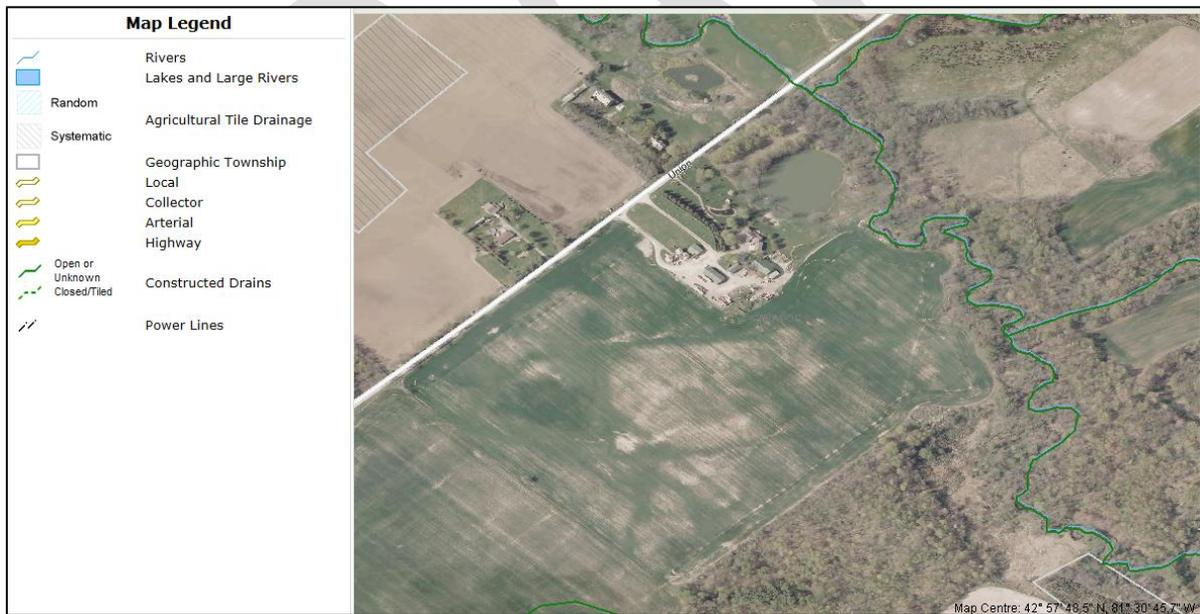 Map Legend
Rivers
Lakes and Large Rivers
Random
Agricultural Tile Drainage
Systematic
Geographic Township
Local
Collector
Arterial
Highway
Open or
Unknown
Closed/Tiled
Constructed Drains
Power Lines
Union
Map Centre: 42° 57' 48.5" N, 81° 30' 45.7" W